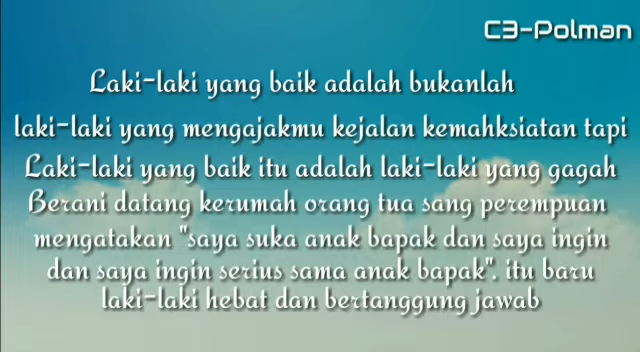 C3-Polman
Laki-laki yang baik adalah bukanlah
laki-laki yang mengajakmu kejalan kemahksiatan tapi
Laki-laki yang baik itu adalah laki-laki yang gagah
Berani datang kerumah orang tua sang perempuan
mengatakan "saya suka anak bapak dan saya ingin
dan saya ingin serius sama anak bapak". itu baru
laki-laki hebat dan bertanggung jawab